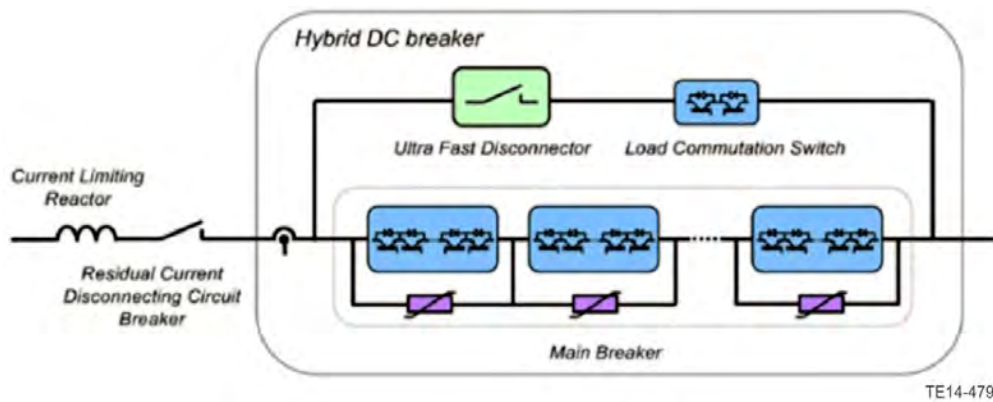 Hybrid DC breaker
Ultra Fast Disconnector
Load Commutation Switch
Current Limiting
Reactor
Residual Current
Disconnecting Circuit
Breaker
Main Breaker
TE14-479